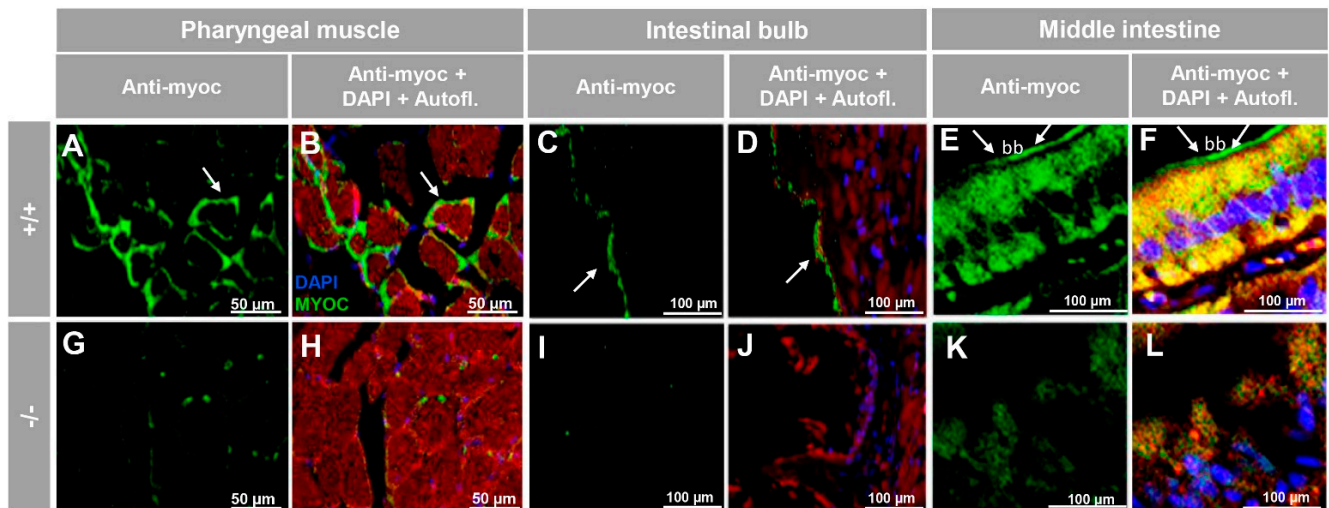 Pharyngeal muscle
Intestinal bulb
Middle intestine
Anti-myoc
Anti-myoc +
DAPI + Autofl.
Anti-myoc
Anti-myoc +
DAPI + Autofl.
Anti-myoc
Anti-myoc +
DAPI + Autofl.
+/+
A
50 µm
B
DAPI
MYOC
50 µm
C
100 µm
D
100 µm
E
bb
100 µm
F
bb
100 µm
-/-
G
50 µm
H
50 µm
I
100 µm
J
100 µm
K
100 µm
L
100 µm